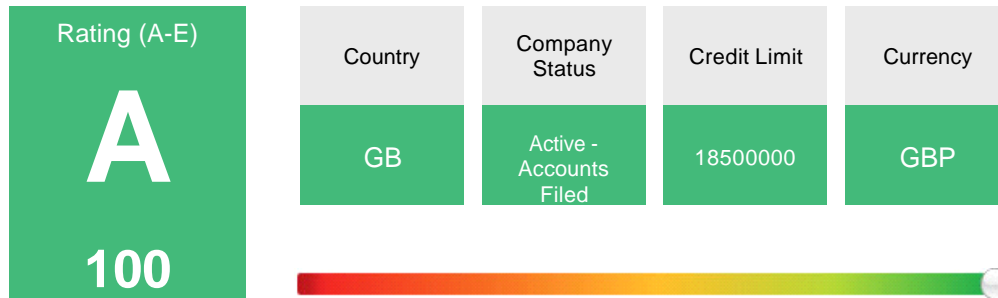 Rating (A-E)
A
100
Country
Company
Status
Credit Limit
Currency
GB
Active -
Accounts
Filed
18500000
GBP